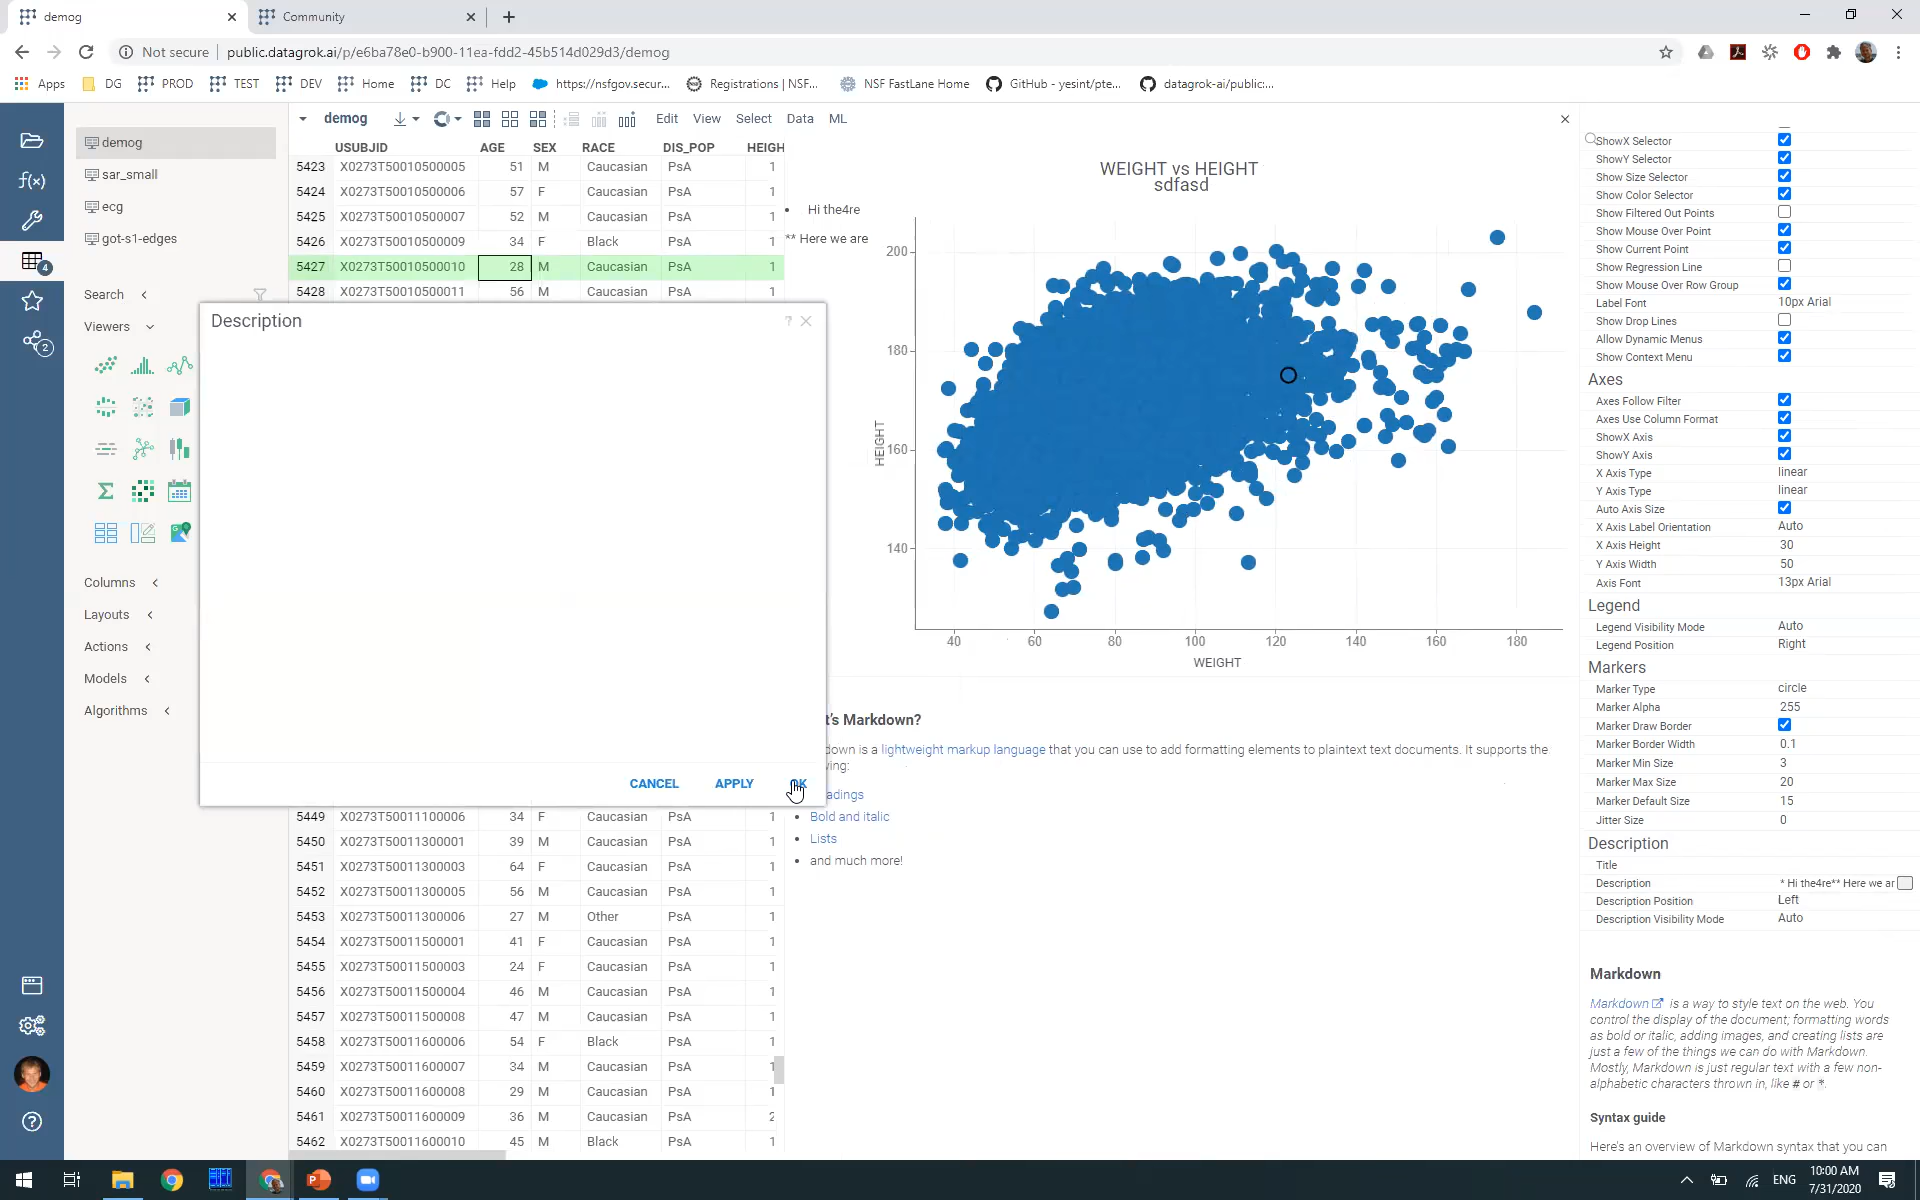 demog
Community
Not secure
public.datagrok.ai/p/e6ba78e0-b900-11ea-fdd2-45b514d029d3/demog
Apps
DG
PROD
TEST
DEV
Home
DC
Help
https://nsfgov.secur...
Registrations | NSF...
NSF FastLane Home
GitHub - yesint/pte...
datagrok-ai/public:...
demog
sar_small
ecg
got-s1-edges
Search
Viewers
Columns
Layouts
Actions
Models
Algorithms
4
2
demog Edit View Select Data ML
USUBJID AGE SEX RACE DIS_POP HEIGH
5423 X0273T50010500005 51 M Caucasian PsA 1
5424 X0273T50010500006 57 F Caucasian PsA 1
5425 X0273T50010500007 52 M Caucasian PsA 1
5426 X0273T50010500009 34 F Black PsA 1
5427 X0273T50010500010 28 M Caucasian PsA 1
5428 X0273T50010500011 56 M Caucasian PsA 1
Description ?
CANCEL APPLY OK
5449 X0273T50011100006 34 F Caucasian PsA 1
5450 X0273T50011300001 39 M Caucasian PsA 1
5451 X0273T50011300003 64 F Caucasian PsA 1
5452 X0273T50011300005 56 M Caucasian PsA 1
5453 X0273T50011300006 27 M Other PsA 1
5454 X0273T50011500001 41 F Caucasian PsA 1
5455 X0273T50011500003 24 F Caucasian PsA 1
5456 X0273T50011500004 46 M Caucasian PsA 1
5457 X0273T50011500008 47 M Caucasian PsA 1
5458 X0273T50011600006 54 F Black PsA 1
5459 X0273T50011600007 34 M Caucasian PsA 1
5460 X0273T50011600008 29 M Caucasian PsA 1
5461 X0273T50011600009 36 M Caucasian PsA 2
5462 X0273T50011600010 45 M Black PsA 1
WEIGHT vs HEIGHT
sdfasd
• Hi the4re
** Here we are
HEIGHT
200
180
160
140
40 60 80 100 120 140 160 180
WEIGHT
t's Markdown?
down is a lightweight markup language that you can use to add formatting elements to plaintext text documents. It supports the
wing:
adings
• Bold and italic
• Lists
• and much more!
ShowX Selector
ShowY Selector
Show Size Selector
Show Color Selector
Show Filtered Out Points
Show Mouse Over Point
Show Current Point
Show Regression Line
Show Mouse Over Row Group
Label Font 10px Arial
Show Drop Lines
Allow Dynamic Menus
Show Context Menu
Axes
Axes Follow Filter
Axes Use Column Format
ShowX Axis
ShowY Axis
X Axis Type linear
Y Axis Type linear
Auto Axis Size
X Axis Label Orientation Auto
X Axis Height 30
Y Axis Width 50
Axis Font 13px Arial
Legend
Legend Visibility Mode Auto
Legend Position Right
Markers
Marker Type circle
Marker Alpha 255
Marker Draw Border
Marker Border Width 0.1
Marker Min Size 3
Marker Max Size 20
Marker Default Size 15
Jitter Size 0
Description
Title
Description * Hi the4re** Here we ar
Description Position Left
Description Visibility Mode Auto
Markdown
Markdown is a way to style text on the web. You
control the display of the document; formatting words
as bold or italic, adding images, and creating lists are
just a few of the things we can do with Markdown.
Mostly, Markdown is just regular text with a few non-
alphabetic characters thrown in, like # or *.
Syntax guide
Here's an overview of Markdown syntax that you can
ENG
10:00 AM
7/31/2020